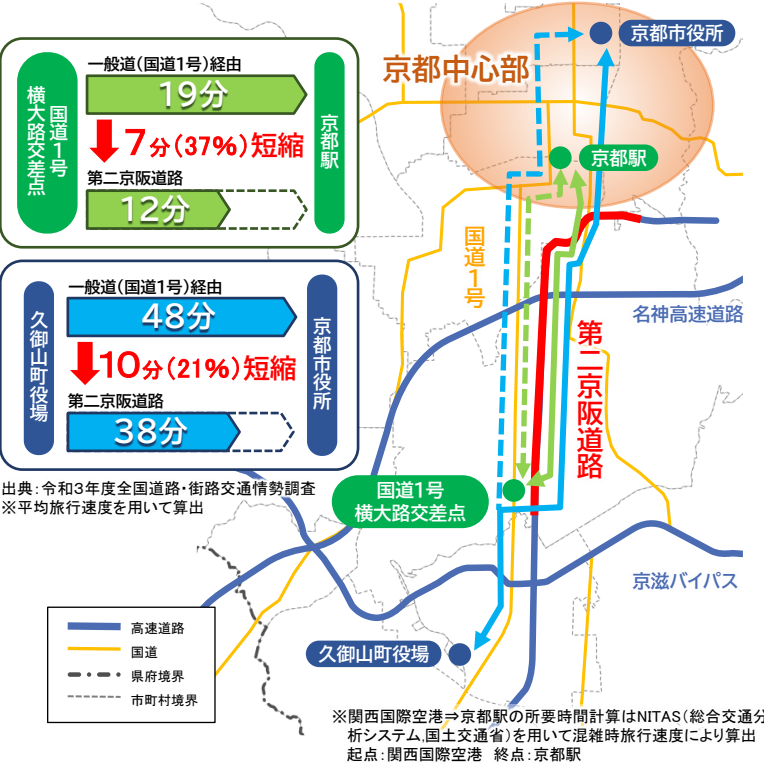 京都市役所
京都中心部
京都駅
国道1号
横大路交差点
一般道(国道1号)経由
19分
7分(37%)短縮
第二京阪道路
12分
京都駅
国道1号
名神高速道路
第二京阪道路
久御山町役場
一般道(国道1号)経由
48分
10分(21%)短縮
第二京阪道路
38分
京都市役所
出典:令和3年度全国道路・街路交通情勢調査
※平均旅行速度を用いて算出
国道1号
横大路交差点
京滋バイパス
久御山町役場
高速道路
国道
県府境界
市町村境界
※関西国際空港⇒京都駅の所要時間計算はNITAS(総合交通分
析システム,国土交通省)を用いて混雑時旅行速度により算出
起点:関西国際空港 終点:京都駅